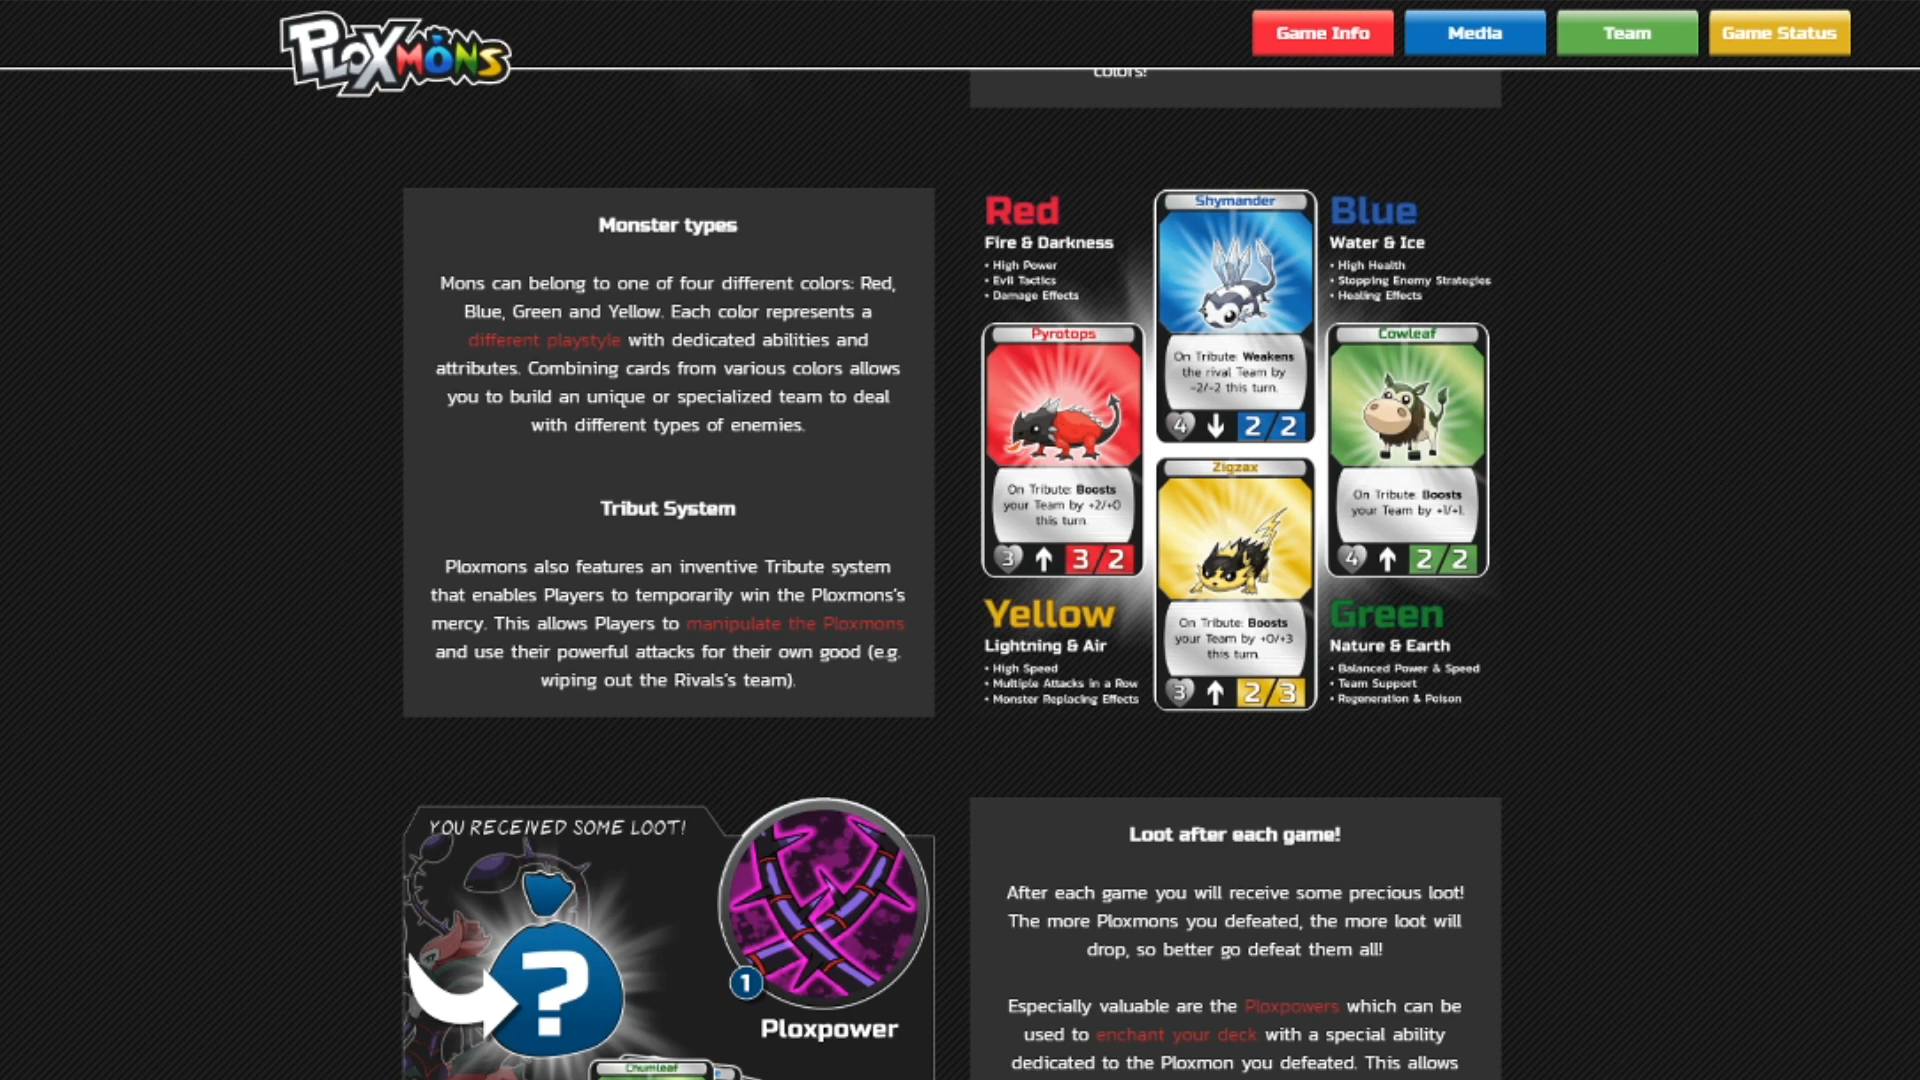 PLOXMONS
Game Info
Media
Team
Game Status
colors!
Monster types
Mons can belong to one of four different colors: Red,
Blue, Green and Yellow. Each color represents a
different playstyle with dedicated abilities and
attributes. Combining cards from various colors allows
you to build an unique or specialized team to deal
with different types of enemies.
Tribut System
Ploxmons also features an inventive Tribute system
that enables Players to temporarily win the Ploxmons's
mercy. This allows Players to manipulate the Ploxmons
and use their powerful attacks for their own good (e.g.
wiping out the Rivals's team).
Red
Fire & Darkness
• High Power
• Evil Tactics
• Damage Effects
Shymander
On Tribute: Weakens
the rival Team by
-2/-2 this turn.
4 2/2
Blue
Water & Ice
• High Health
• Stopping Enemy Strategies
• Healing Effects
Pyrotops
On Tribute: Boosts
your Team by +2/+0
this turn.
3 3/2
Cowleaf
On Tribute: Boosts
your Team by +1/+1.
4 2/2
Zigzax
On Tribute: Boosts
your Team by +0/+3
this turn.
3 2/3
Yellow
Lightning & Air
• High Speed
• Multiple Attacks in a Row
• Monster Replacing Effects
Green
Nature & Earth
• Balanced Power & Speed
• Team Support
• Regeneration & Poison
YOU RECEIVED SOME LOOT!
?
1
Ploxpower
Chumleaf
Loot after each game!
After each game you will receive some precious loot!
The more Ploxmons you defeated, the more loot will
drop, so better go defeat them all!
Especially valuable are the Ploxpowers which can be
used to enchant your deck with a special ability
dedicated to the Ploxmon you defeated. This allows